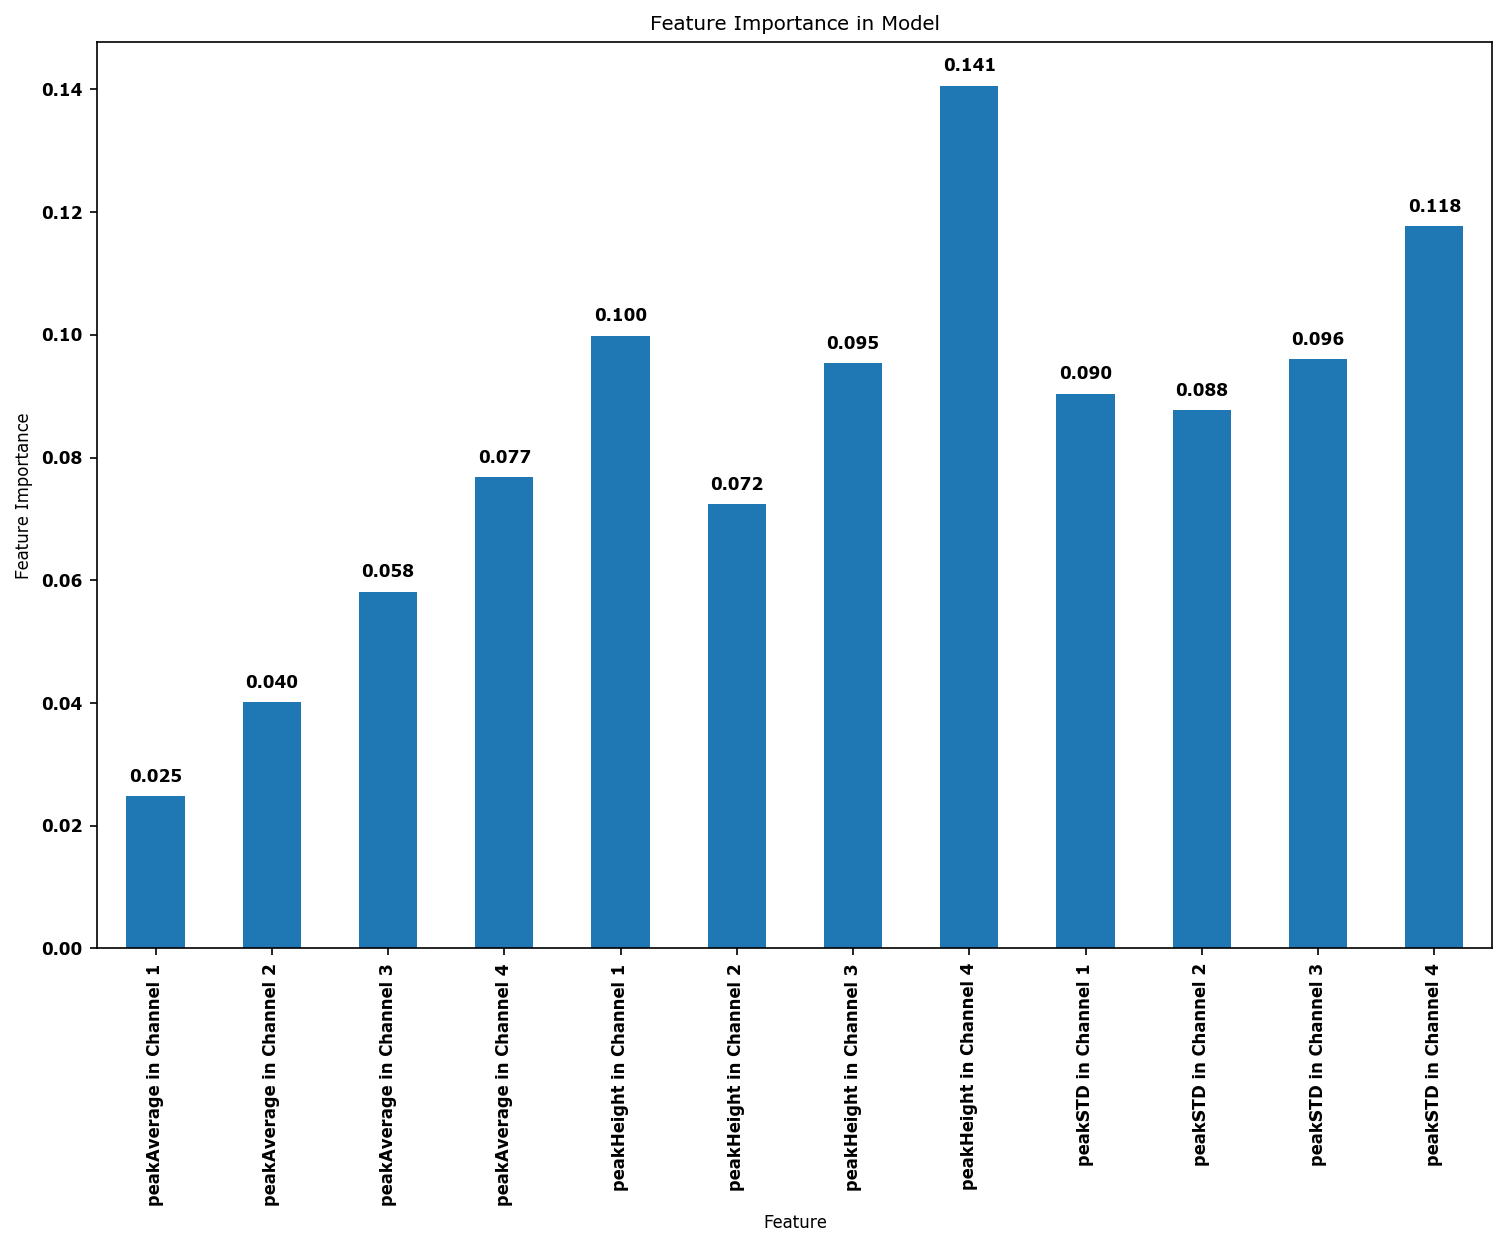 Feature Importance in Model
Feature Importance
0.14
0.12
0.10
0.08
0.06
0.04
0.02
0.00
0.025
0.040
0.058
0.077
0.100
0.072
0.095
0.141
0.090
0.088
0.096
0.118
peakAverage in Channel 1
peakAverage in Channel 2
peakAverage in Channel 3
peakAverage in Channel 4
peakHeight in Channel 1
peakHeight in Channel 2
peakHeight in Channel 3
peakHeight in Channel 4
peakSTD in Channel 1
peakSTD in Channel 2
peakSTD in Channel 3
peakSTD in Channel 4
Feature